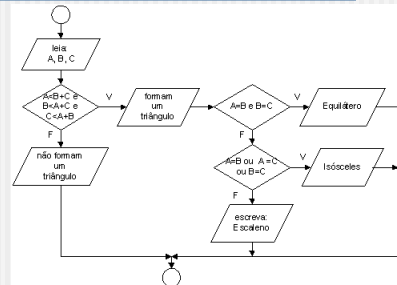 leia:
A, B, C
A<B+C e
B<A+C e
C<A+B
V
F
formam
um
triângulo
não formam
um
triângulo
A=B e B=C
V
F
Equilátero
A=B ou A=C
ou B=C
V
F
Isósceles
escreva:
Escaleno